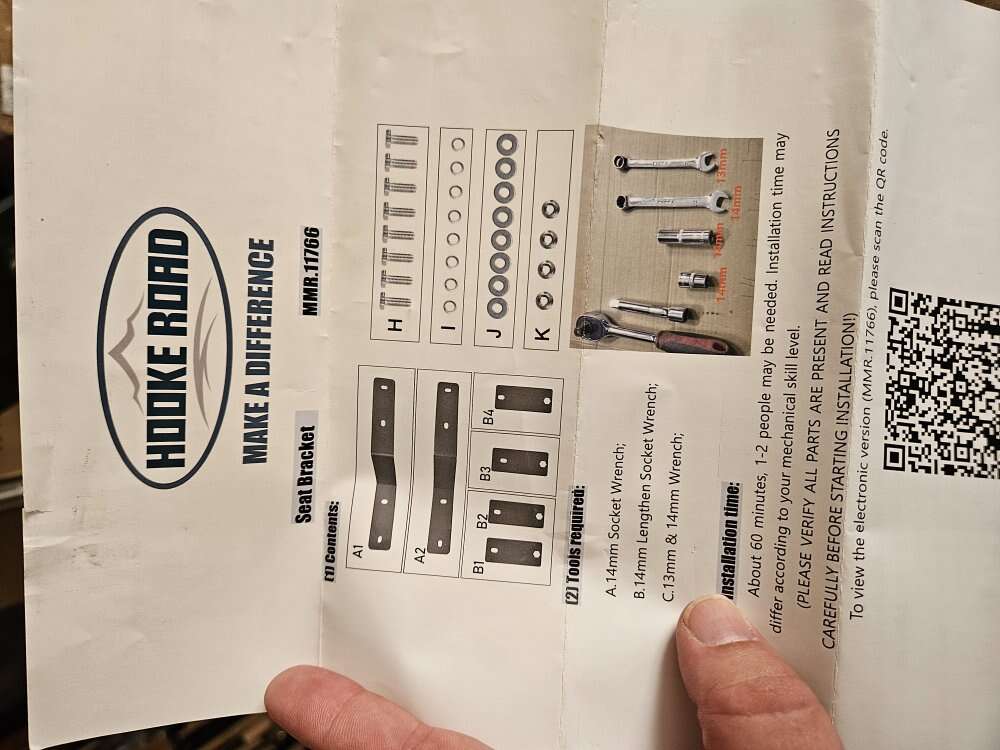 HOOKE ROAD
MAKE A DIFFERENCE
Seat Bracket
MMR.11766
(1) Contents:
A1
A2
B1
B2
B3
B4
H
I
J
K
(2) Tools required:
A.14mm Socket Wrench;
B.14mm Lengthen Socket Wrench;
C.13mm & 14mm Wrench;
14mm
14mm
14mm
13mm
Installation time:
About 60 minutes, 1-2 people may be needed. Installation time may
differ according to your mechanical skill level.
(PLEASE VERIFY ALL PARTS ARE PRESENT AND READ INSTRUCTIONS
CAREFULLY BEFORE STARTING INSTALLATION!)
To view the electronic version (MMR.11766), please scan the QR code.